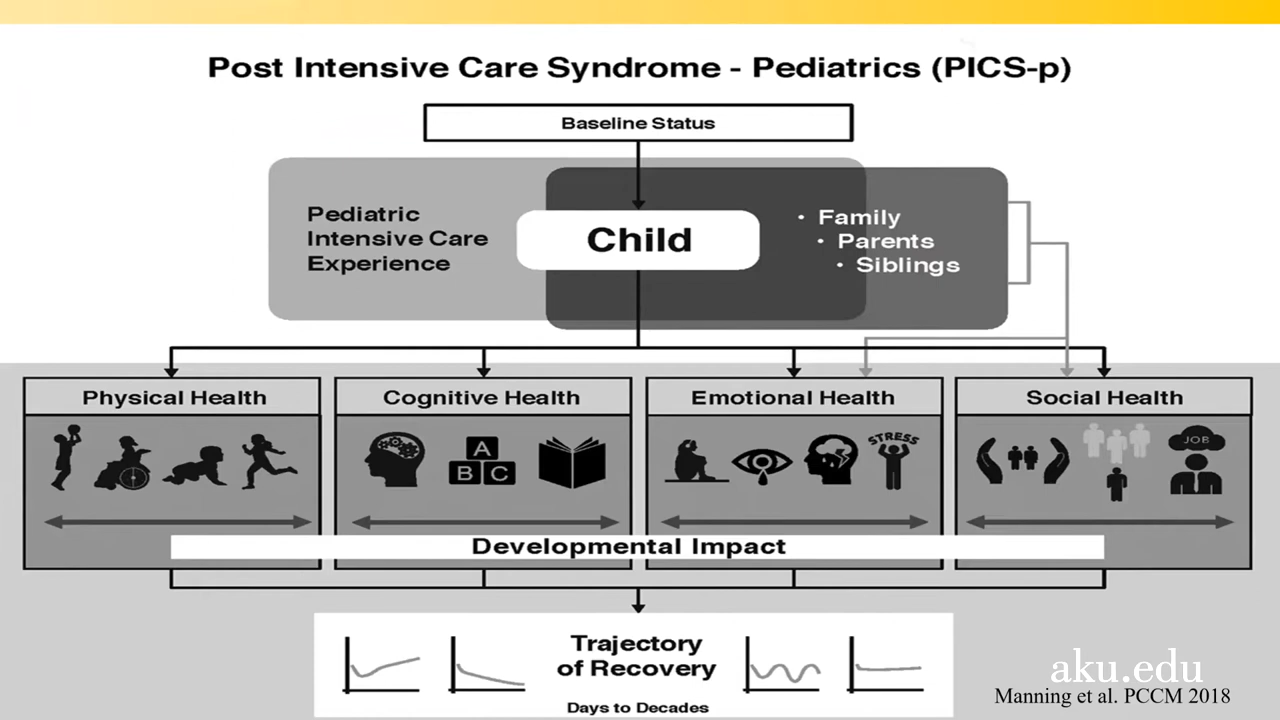 Post Intensive Care Syndrome - Pediatrics (PICS-p)
Baseline Status
Pediatric
Intensive Care
Experience
Child
• Family
• Parents
• Siblings
Physical Health
Cognitive Health
Emotional Health
Social Health
A
B C
STRESS
JOB
Developmental Impact
Trajectory
of Recovery
Days to Decades
aku.edu
Manning et al. PCCM 2018